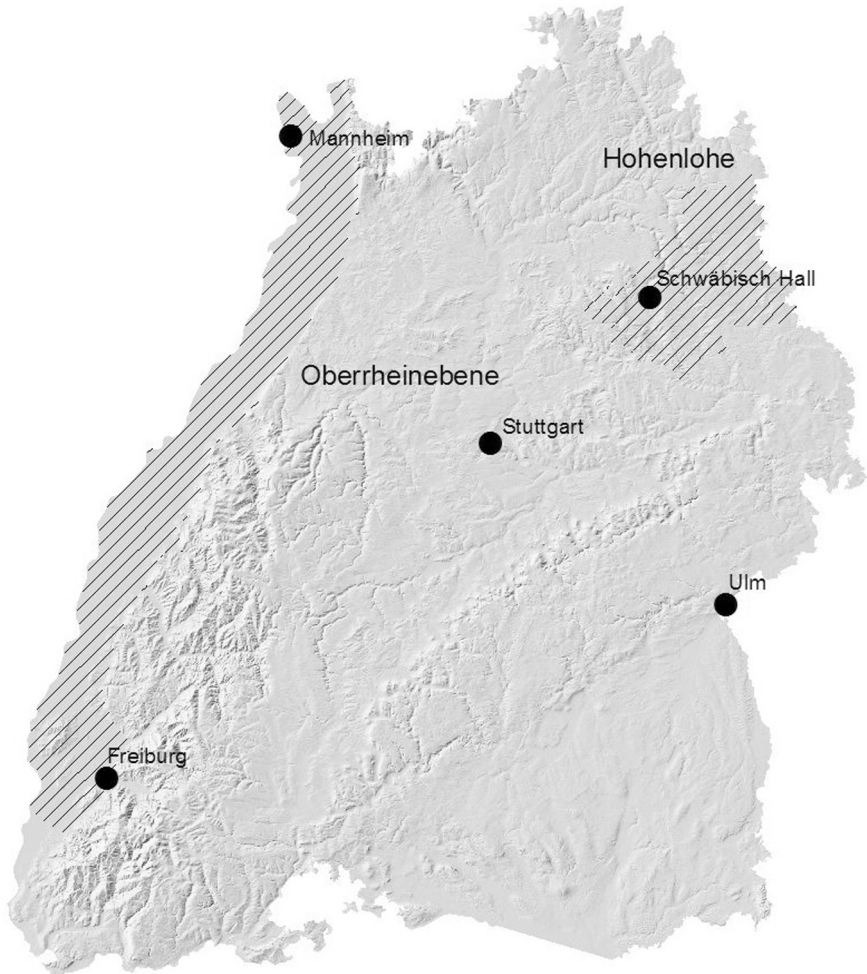 Mannheim
Hohenlohe
Schwäbisch Hall
Oberrheinebene
Stuttgart
Ulm
Freiburg